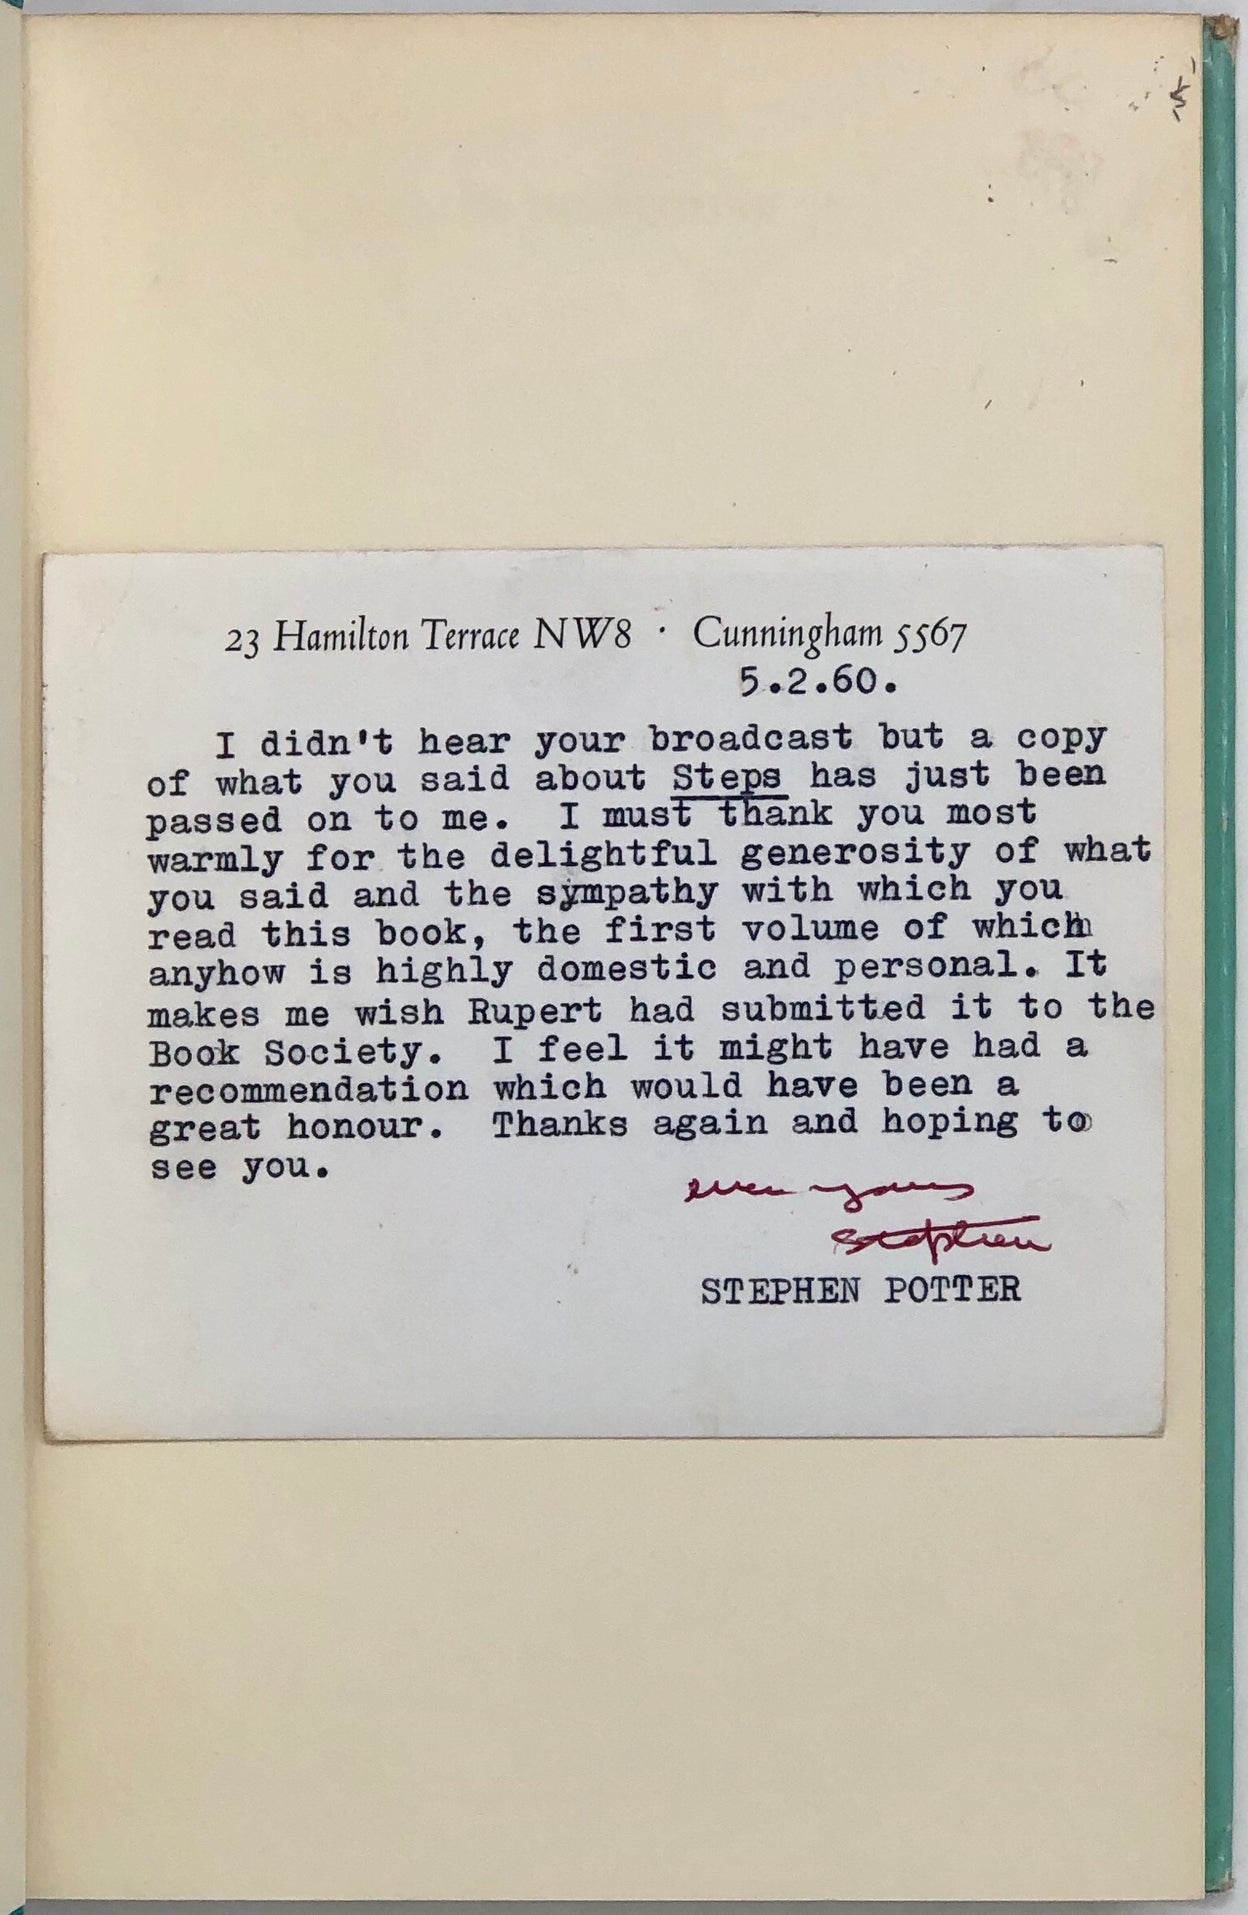 23 Hamilton Terrace NW8 · Cunningham 5567
5.2.60.
I didn't hear your broadcast but a copy
of what you said about Steps has just been
passed on to me. I must thank you most
warmly for the delightful generosity of what
you said and the sympathy with which you
read this book, the first volume of which
anyhow is highly domestic and personal. It
makes me wish Rupert had submitted it to the
Book Society. I feel it might have had a
recommendation which would have been a
great honour. Thanks again and hoping to
see you.
ever yours
Stephen
STEPHEN POTTER